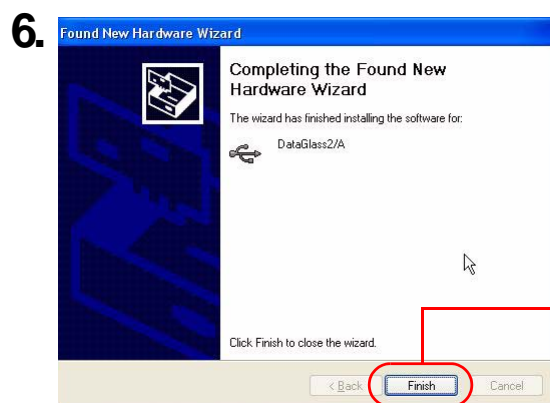 6.
Found New Hardware Wizard
Completing the Found New
Hardware Wizard
The wizard has finished installing the software for:
DataGlass2/A
Click Finish to close the wizard.
< Back
Finish
Cancel